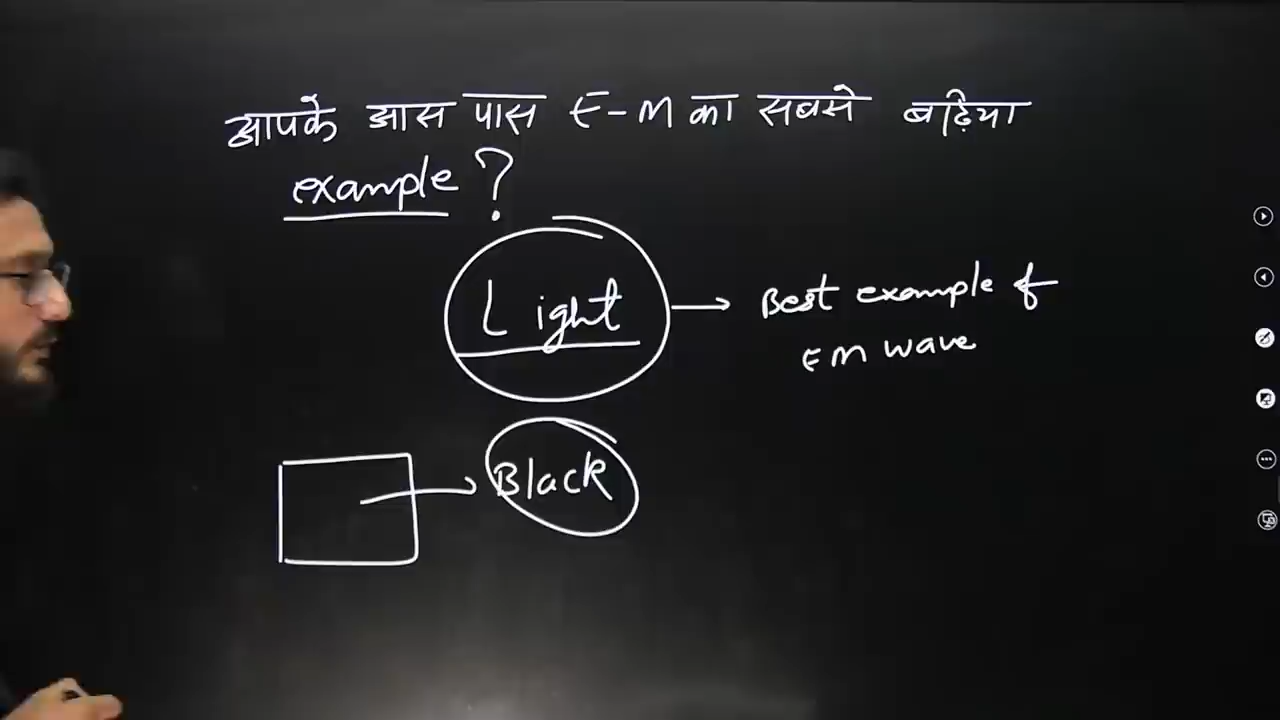 आपके आस पास E-M का सबसे बढ़िया
example ?
Light → Best example of
EM wave
Black